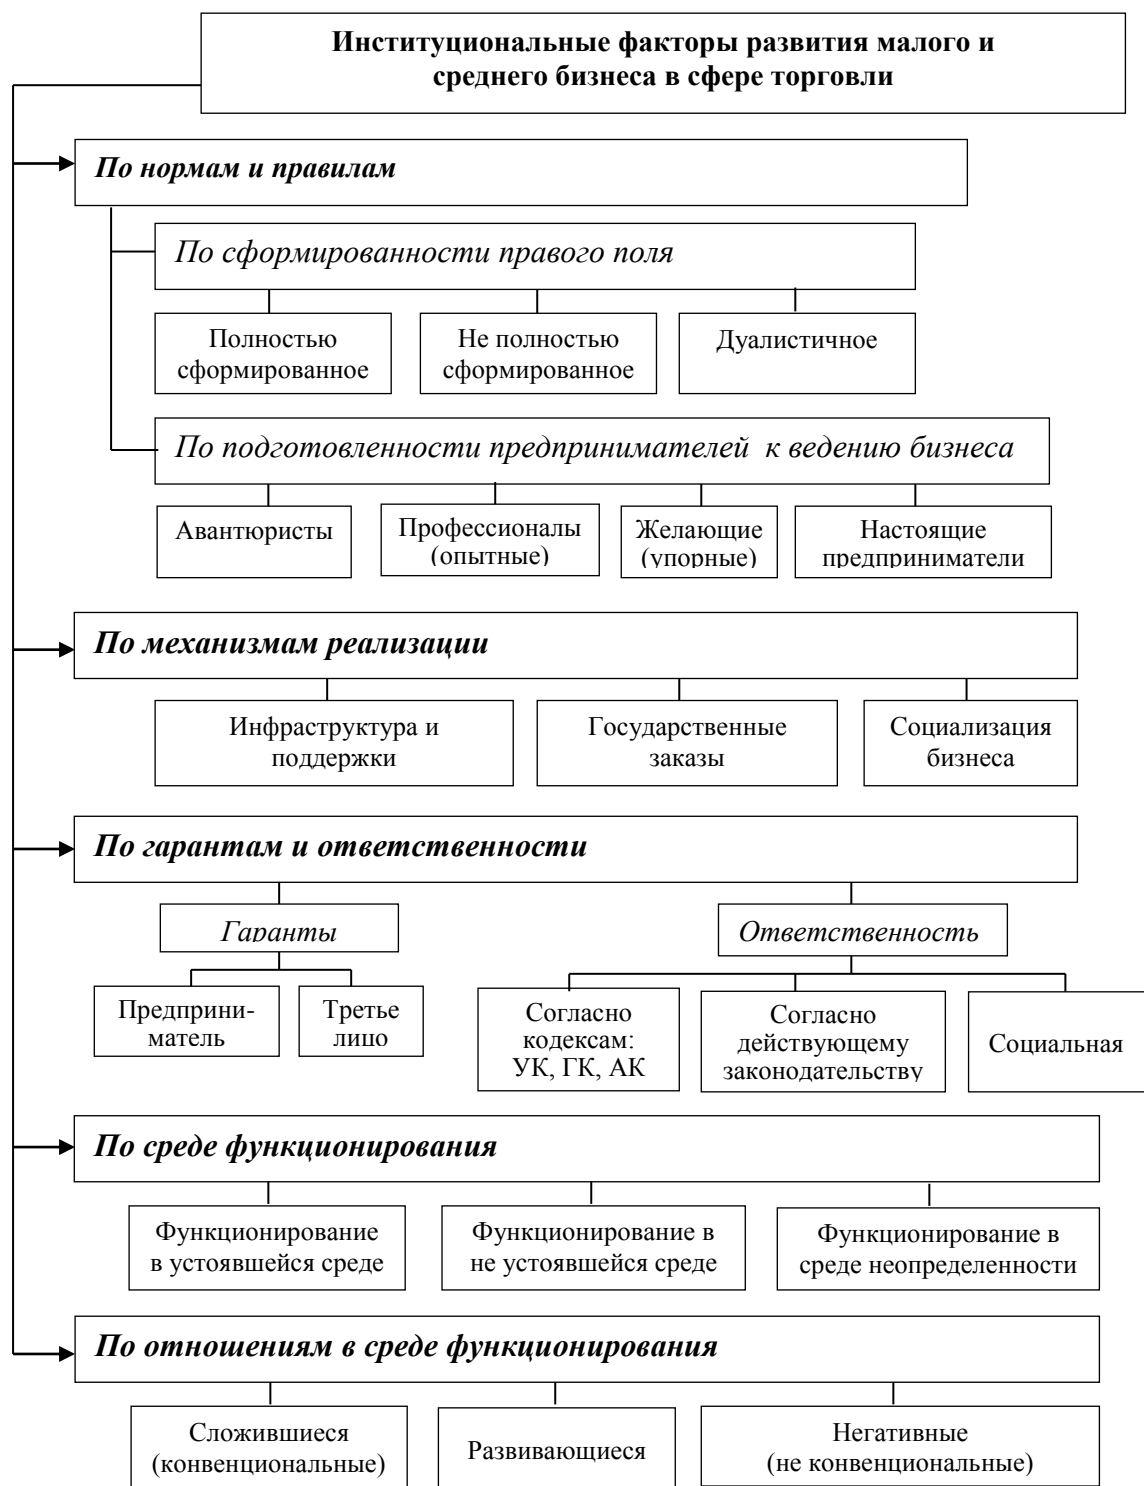 Институциональные факторы развития малого и
среднего бизнеса в сфере торговли
По нормам и правилам
По сформированности правого поля
Полностью
сформированное
Не полностью
сформированное
Дуалистичное
По подготовленности предпринимателей к ведению бизнеса
Авантюристы
Профессионалы
(опытные)
Желающие
(упорные)
Настоящие
предприниматели
По механизмам реализации
Инфраструктура и
поддержки
Государственные
заказы
Социализация
бизнеса
По гарантам и ответственности
Гаранты
Ответственность
Предприни-
матель
Третье
лицо
Согласно
кодексам:
УК, ГК, АК
Согласно
действующему
законодательству
Социальная
По среде функционирования
Функционирование
в устоявшейся среде
Функционирование в
не устоявшейся среде
Функционирование в
среде неопределенности
По отношениям в среде функционирования
Сложившиеся
(конвенциональные)
Развивающиеся
Негативные
(не конвенциональные)